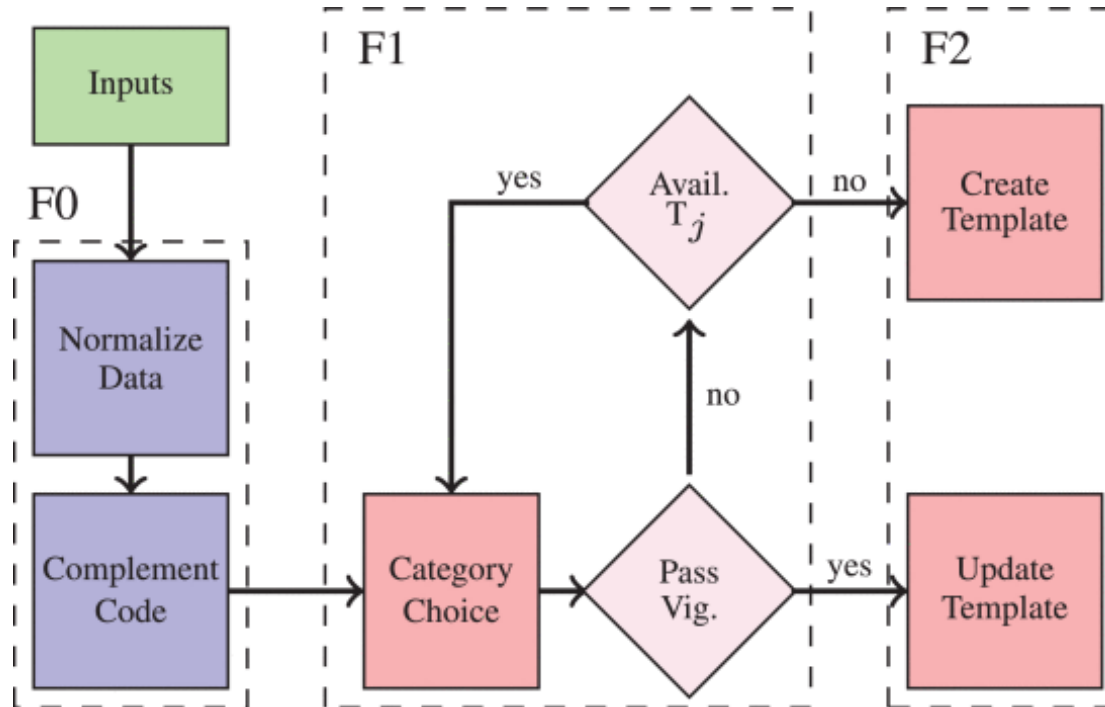 Inputs
F0
Normalize
Data
Complement
Code
F1
yes
Avail.
T j
no
no
Category
Choice
Pass
Vig.
yes
F2
Create
Template
Update
Template